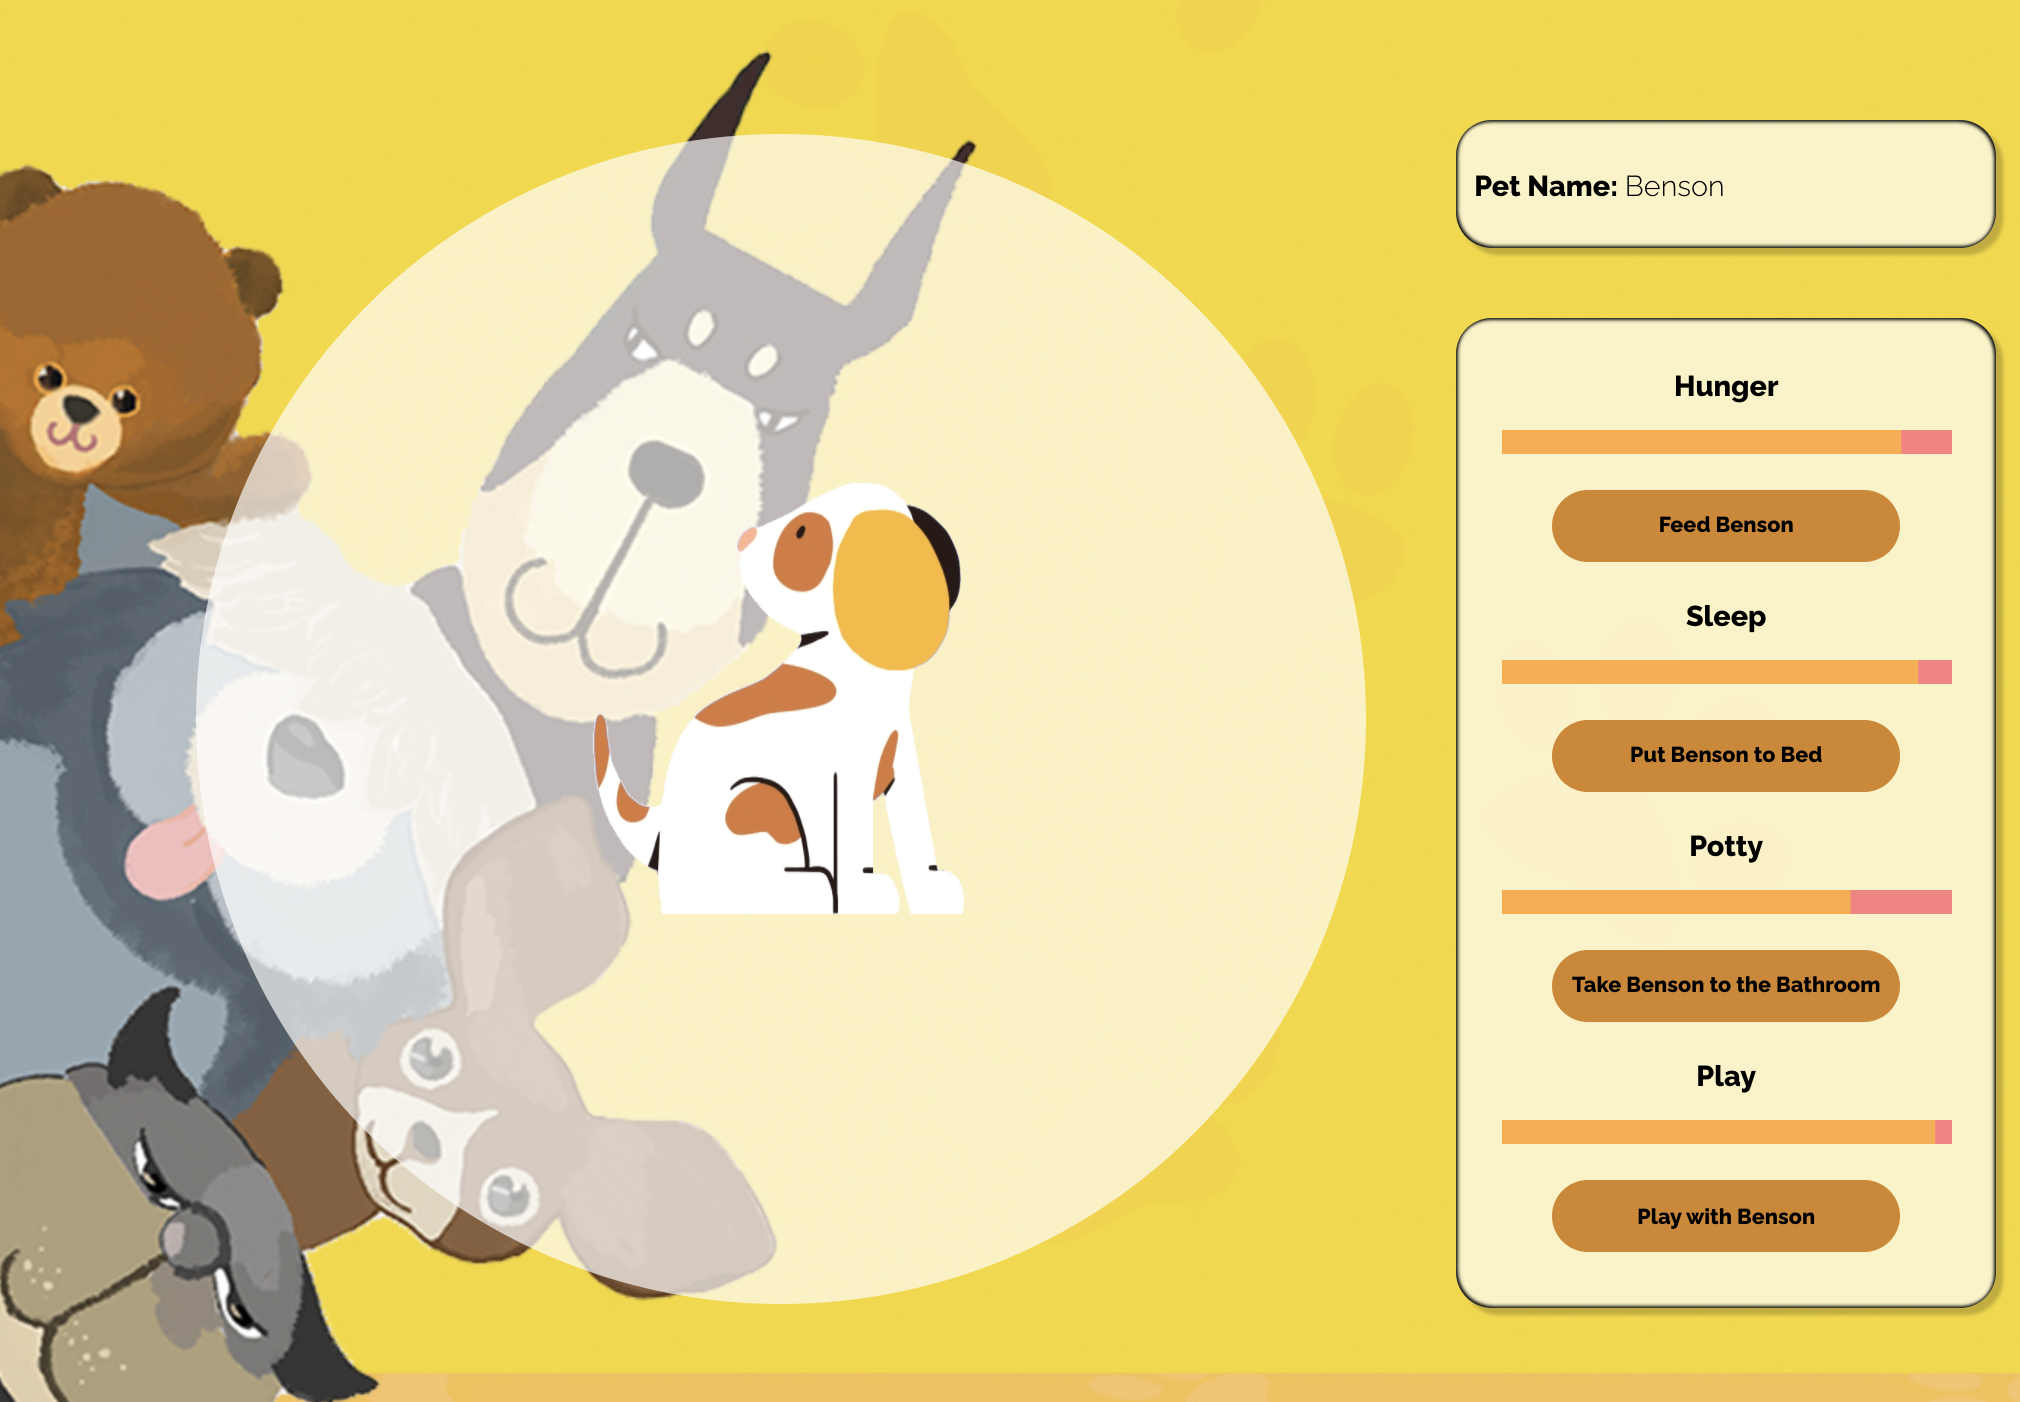 Pet Name: Benson
Hunger
Feed Benson
Sleep
Put Benson to Bed
Potty
Take Benson to the Bathroom
Play
Play with Benson